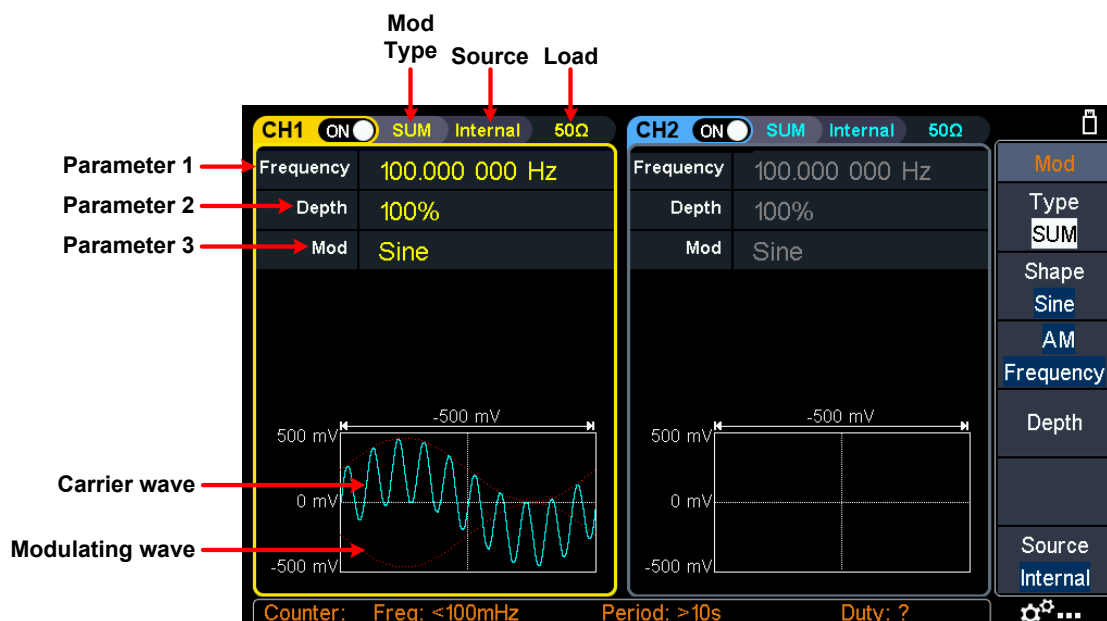 Mod
Type Source Load
CH1 ON SUM Internal 50Ω
CH2 ON SUM Internal 50Ω
Parameter 1
Frequency 100.000 000 Hz
Frequency 100.000 000 Hz
Mod
Parameter 2
Depth 100%
Depth 100%
Type
SUM
Parameter 3
Mod Sine
Mod Sine
Shape
Sine
AM
Frequency
Depth
-500 mV
500 mV
-500 mV
500 mV
Carrier wave
0 mV
0 mV
Modulating wave
-500 mV
-500 mV
Source
Internal
Counter: Freq: <100mHz Period: >10s Duty: ?